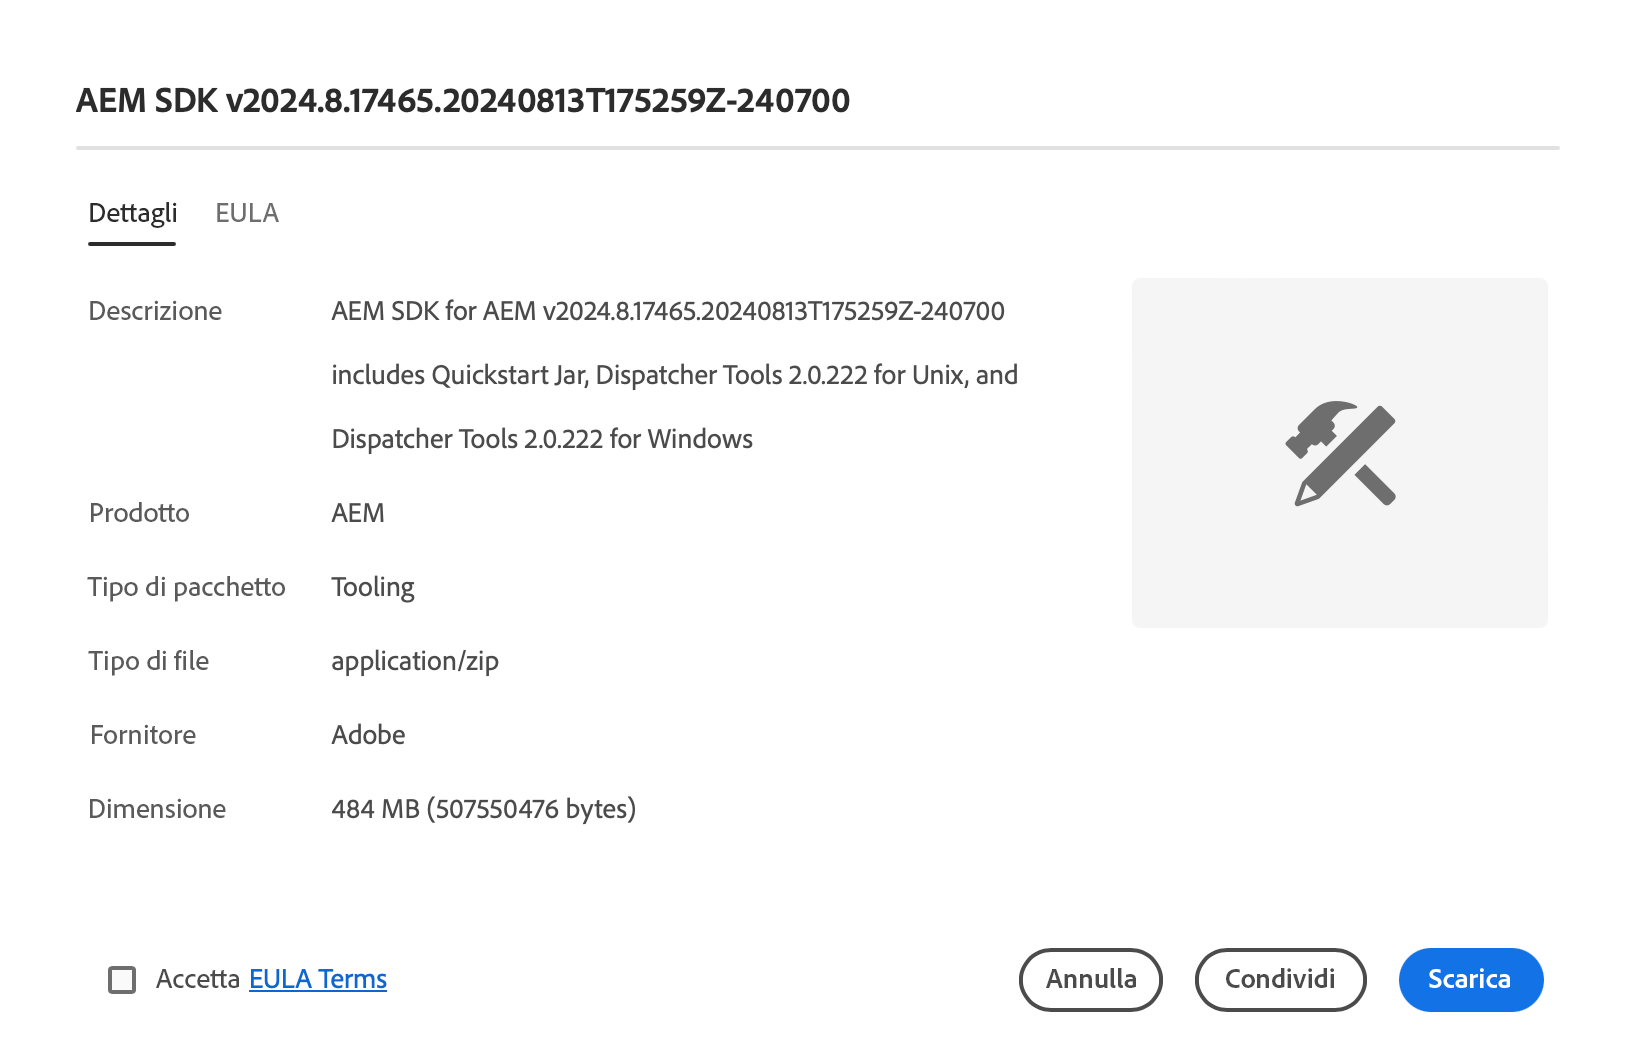 AEM SDK v2024.8.17465.20240813T175259Z-240700
Dettagli EULA
Descrizione AEM SDK for AEM v2024.8.17465.20240813T175259Z-240700
includes Quickstart Jar, Dispatcher Tools 2.0.222 for Unix, and
Dispatcher Tools 2.0.222 for Windows
Prodotto AEM
Tipo di pacchetto Tooling
Tipo di file application/zip
Fornitore Adobe
Dimensione 484 MB (507550476 bytes)
Accetta EULA Terms Annulla Condividi Scarica